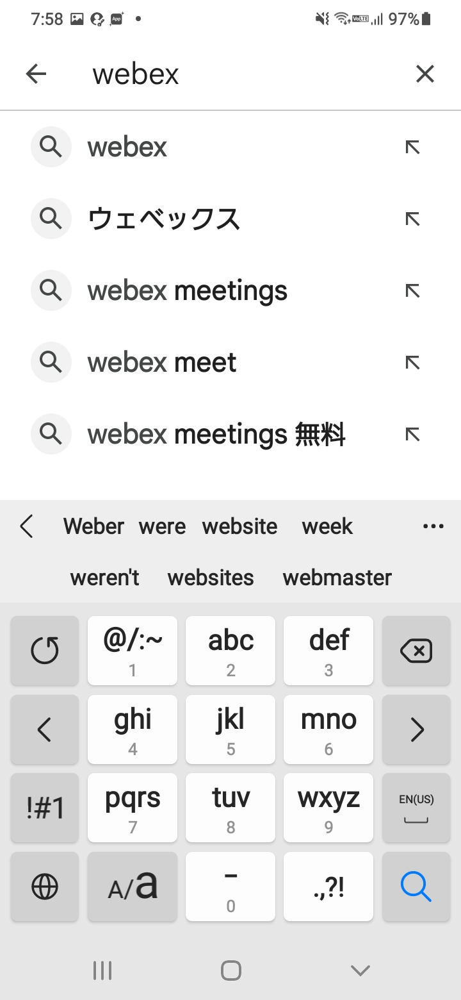 7:58 App VoLTE 97%
webex
webex
ウェベックス
webex meetings
webex meet
webex meetings 無料
Weber were website week
weren't websites webmaster
@/:~ abc def
1 2 3
ghi jkl mno
4 5 6
!#1 pqrs tuv wxyz EN(US)
7 8 9
A/a – .,?!
0